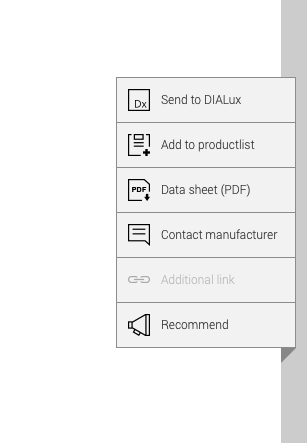 Dx Send to DIALux
Add to productlist
PDF Data sheet (PDF)
Contact manufacturer
Additional link
Recommend